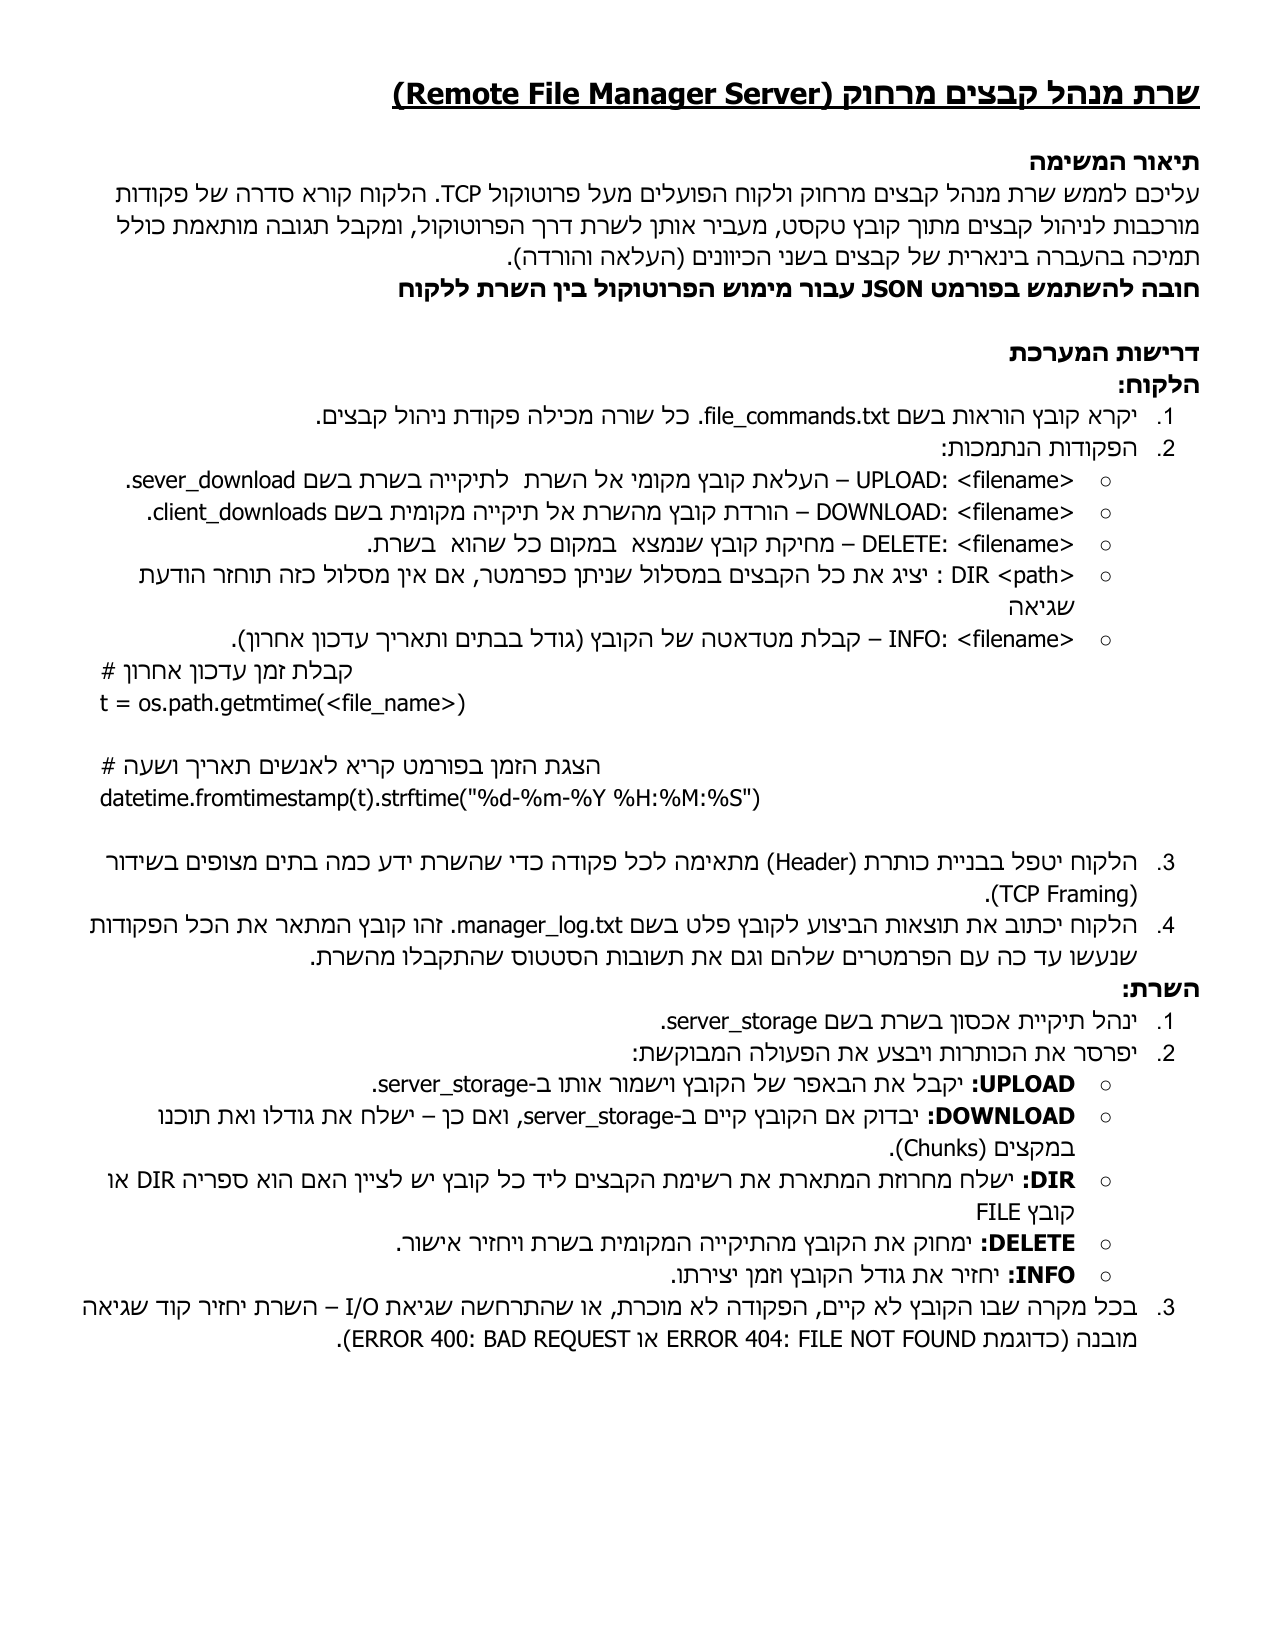 שרת מנהל קבצים מרחוק (Remote File Manager Server)
תיאור המשימה
עליכם לממש שרת מנהל קבצים מרחוק ולקוח הפועלים מעל פרוטוקול TCP. הלקוח קורא סדרה של פקודות
מורכבות לניהול קבצים מתוך קובץ טקסט, מעביר אותן לשרת דרך הפרוטוקול, ומקבל תגובה מותאמת כולל
תמיכה בהעברה בינארית של קבצים בשני הכיוונים (העלאה והורדה).
חובה להשתמש בפורמט JSON עבור מימוש הפרוטוקול בין השרת ללקוח
דרישות המערכת
הלקוח:
1. יקרא קובץ הוראות בשם file_commands.txt. כל שורה מכילה פקודת ניהול קבצים.
2. הפקודות הנתמכות:
○ UPLOAD: <filename> – העלאת קובץ מקומי אל השרת  לתיקייה בשרת בשם sever_download.
○ DOWNLOAD: <filename> – הורדת קובץ מהשרת אל תיקייה מקומית בשם client_downloads.
○ DELETE: <filename> – מחיקת קובץ שנמצא  במקום כל שהוא  בשרת.
○ DIR <path> : יציג את כל הקבצים במסלול שניתן כפרמטר, אם אין מסלול כזה תוחזר הודעת
שגיאה
○ INFO: <filename> – קבלת מטדאטה של הקובץ (גודל בבתים ותאריך עדכון אחרון).
# קבלת זמן עדכון אחרון
t = os.path.getmtime(<file_name>)
# הצגת הזמן בפורמט קריא לאנשים תאריך ושעה
datetime.fromtimestamp(t).strftime("%d-%m-%Y %H:%M:%S")
3. הלקוח יטפל בבניית כותרת (Header) מתאימה לכל פקודה כדי שהשרת ידע כמה בתים מצופים בשידור
(TCP Framing).
4. הלקוח יכתוב את תוצאות הביצוע לקובץ פלט בשם manager_log.txt. זהו קובץ המתאר את הכל הפקודות
שנעשו עד כה עם הפרמטרים שלהם וגם את תשובות הסטטוס שהתקבלו מהשרת.
השרת:
1. ינהל תיקיית אכסון בשרת בשם server_storage.
2. יפרסר את הכותרות ויבצע את הפעולה המבוקשת:
○ UPLOAD: יקבל את הבאפר של הקובץ וישמור אותו ב-server_storage.
○ DOWNLOAD: יבדוק אם הקובץ קיים ב-server_storage, ואם כן – ישלח את גודלו ואת תוכנו
במקצים (Chunks).
○ DIR: ישלח מחרוזת המתארת את רשימת הקבצים ליד כל קובץ יש לציין האם הוא ספריה DIR או
קובץ FILE
○ DELETE: ימחוק את הקובץ מהתיקייה המקומית בשרת ויחזיר אישור.
○ INFO: יחזיר את גודל הקובץ וזמן יצירתו.
3. בכל מקרה שבו הקובץ לא קיים, הפקודה לא מוכרת, או שהתרחשה שגיאת I/O – השרת יחזיר קוד שגיאה
מובנה (כדוגמת ERROR 404: FILE NOT FOUND או ERROR 400: BAD REQUEST).